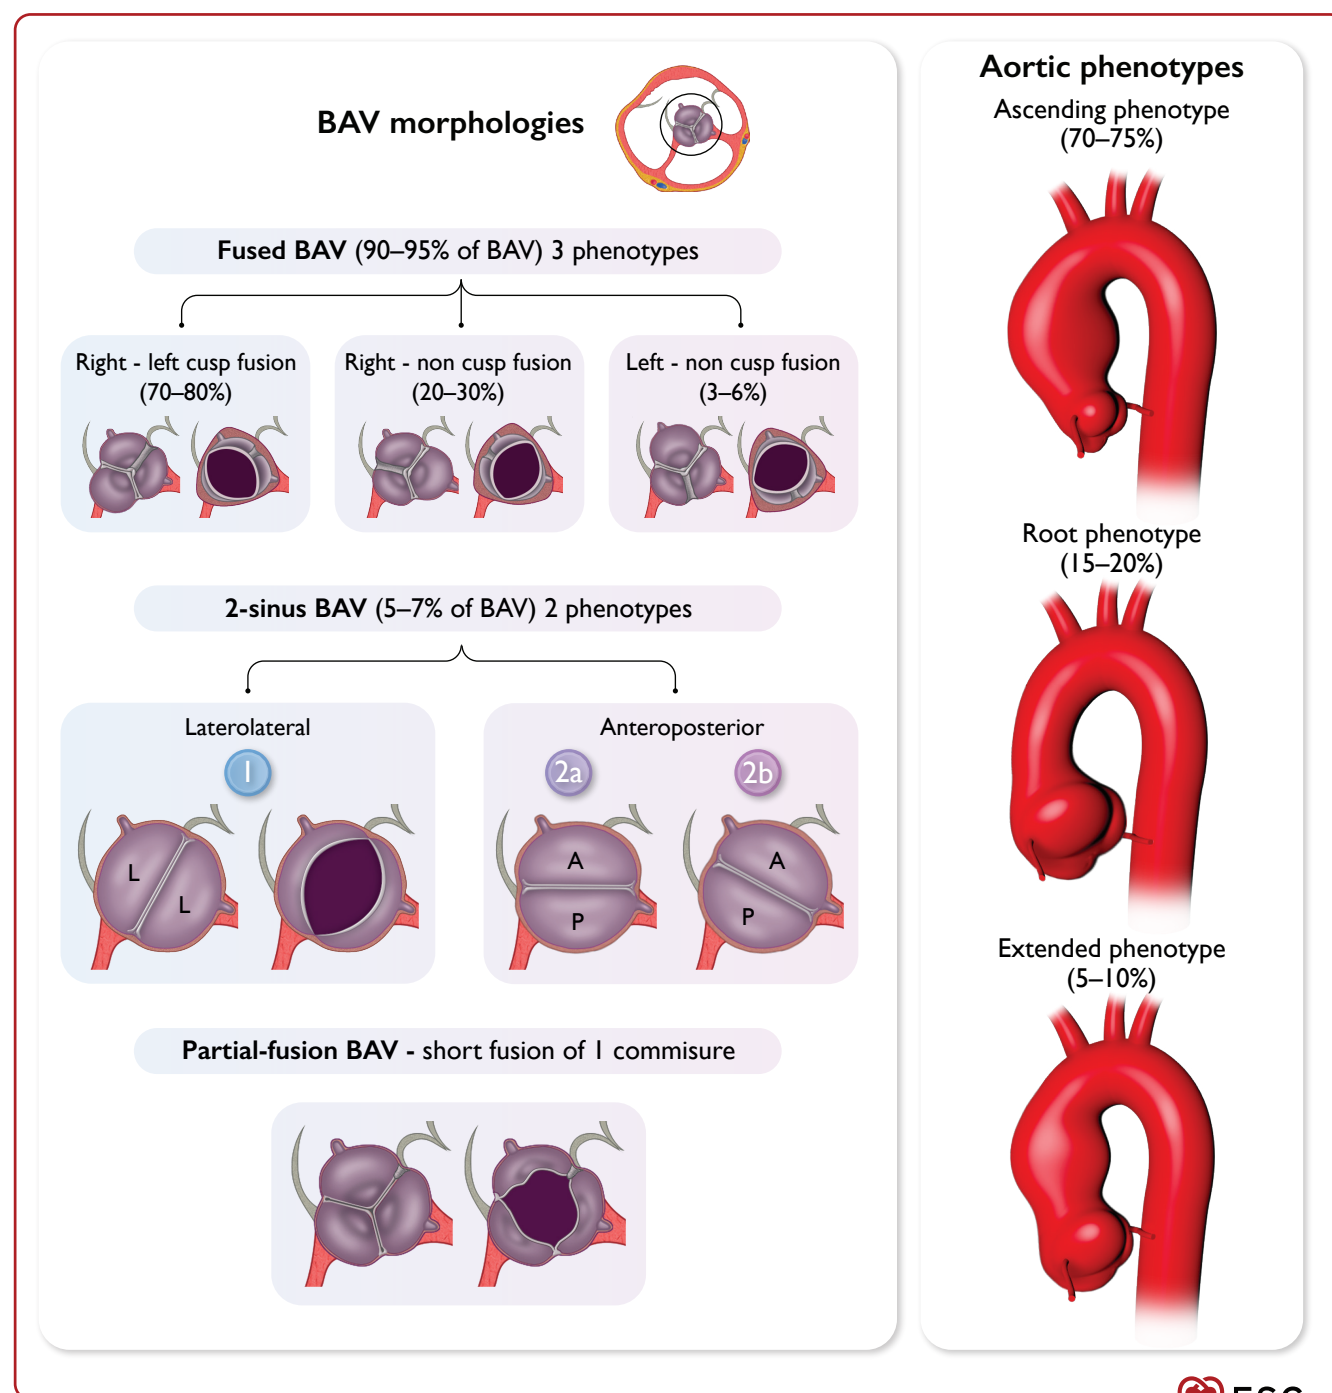 BAV morphologies
Fused BAV (90–95% of BAV) 3 phenotypes
Right - left cusp fusion
(70–80%)
Right - non cusp fusion
(20–30%)
Left - non cusp fusion
(3–6%)
2-sinus BAV (5–7% of BAV) 2 phenotypes
Laterolateral
1
L
L
Anteroposterior
2a
2b
A
P
A
P
Partial-fusion BAV - short fusion of 1 commisure
Aortic phenotypes
Ascending phenotype
(70–75%)
Root phenotype
(15–20%)
Extended phenotype
(5–10%)
ESC